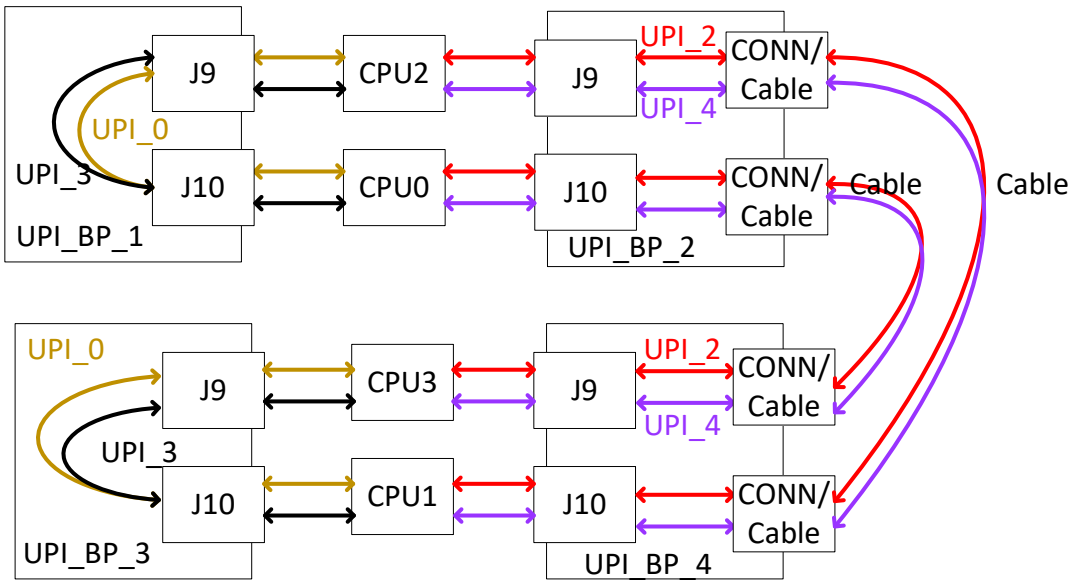 J9
CPU2
J9
UPI_2
UPI_4
CONN/
Cable
UPI_0
UPI_3
J10
CPU0
J10
CONN/
Cable
Cable
Cable
UPI_BP_1
UPI_BP_2
UPI_0
J9
CPU3
J9
UPI_2
UPI_4
CONN/
Cable
UPI_3
J10
CPU1
J10
CONN/
Cable
UPI_BP_3
UPI_BP_4